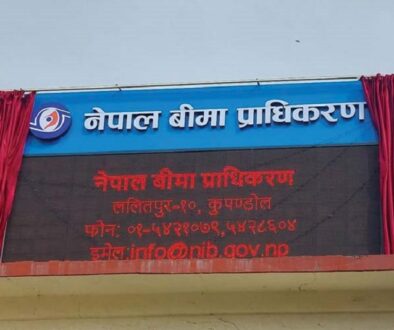 नेपाल बीमा प्राधिकरण
नेपाल बीमा प्राधिकरण
ललितपुर-१०, कुपण्डोल
फोन: ०१-५४२१०७९,५४२८६०४
इमेल info@nib.gov.np